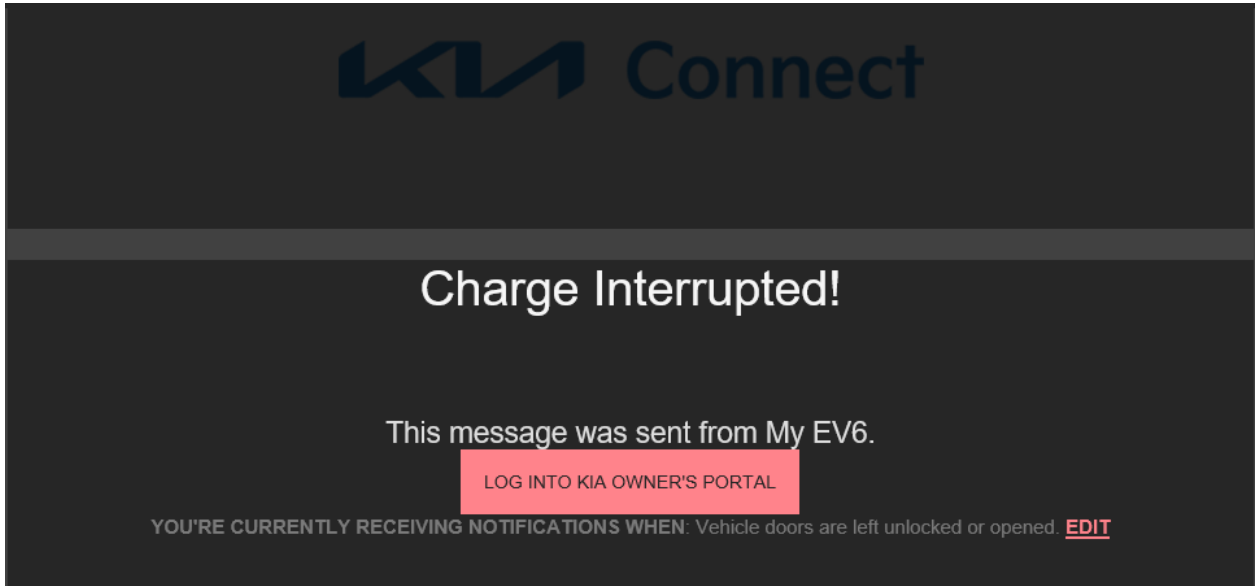 KIA Connect
Charge Interrupted!
This message was sent from My EV6.
LOG INTO KIA OWNER'S PORTAL
YOU'RE CURRENTLY RECEIVING NOTIFICATIONS WHEN: Vehicle doors are left unlocked or opened. EDIT